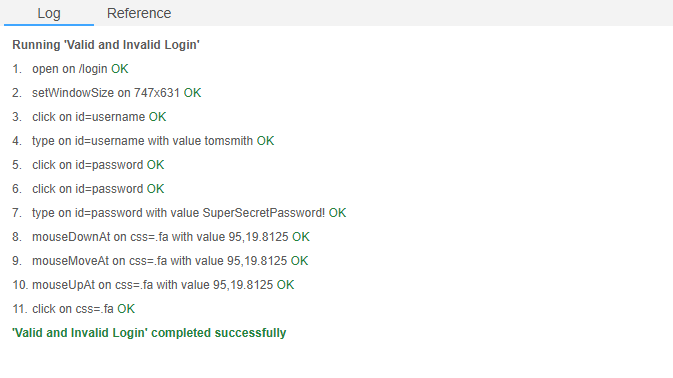 Log Reference
Running 'Valid and Invalid Login'
1. open on /login OK
2. setWindowSize on 747x631 OK
3. click on id=username OK
4. type on id=username with value tomsmith OK
5. click on id=password OK
6. click on id=password OK
7. type on id=password with value SuperSecretPassword! OK
8. mouseDownAt on css=.fa with value 95,19.8125 OK
9. mouseMoveAt on css=.fa with value 95,19.8125 OK
10. mouseUpAt on css=.fa with value 95,19.8125 OK
11. click on css=.fa OK
'Valid and Invalid Login' completed successfully